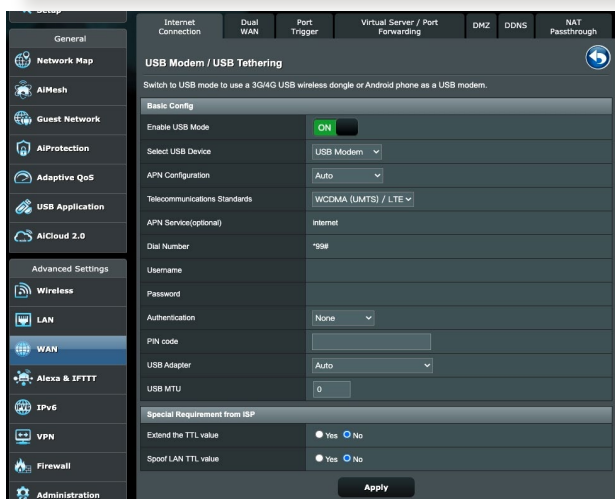 Setup
General
Network Map
AiMesh
Guest Network
AiProtection
Adaptive QoS
USB Application
AiCloud 2.0
Advanced Settings
Wireless
LAN
WAN
Alexa & IFTTT
IPv6
VPN
Firewall
Administration
Internet
Connection
Dual
WAN
Port
Trigger
Virtual Server / Port
Forwarding
DMZ
DDNS
NAT
Passthrough
USB Modem / USB Tethering
Switch to USB mode to use a 3G/4G USB wireless dongle or Android phone as a USB modem.
Basic Config
Enable USB Mode ON
Select USB Device USB Modem
APN Configuration Auto
Telecommunications Standards WCDMA (UMTS) / LTE
APN Service(optional) internet
Dial Number *99#
Username
Password
Authentication None
PIN code
USB Adapter Auto
USB MTU 0
Special Requirement from ISP
Extend the TTL value Yes No
Spoof LAN TTL value Yes No
Apply